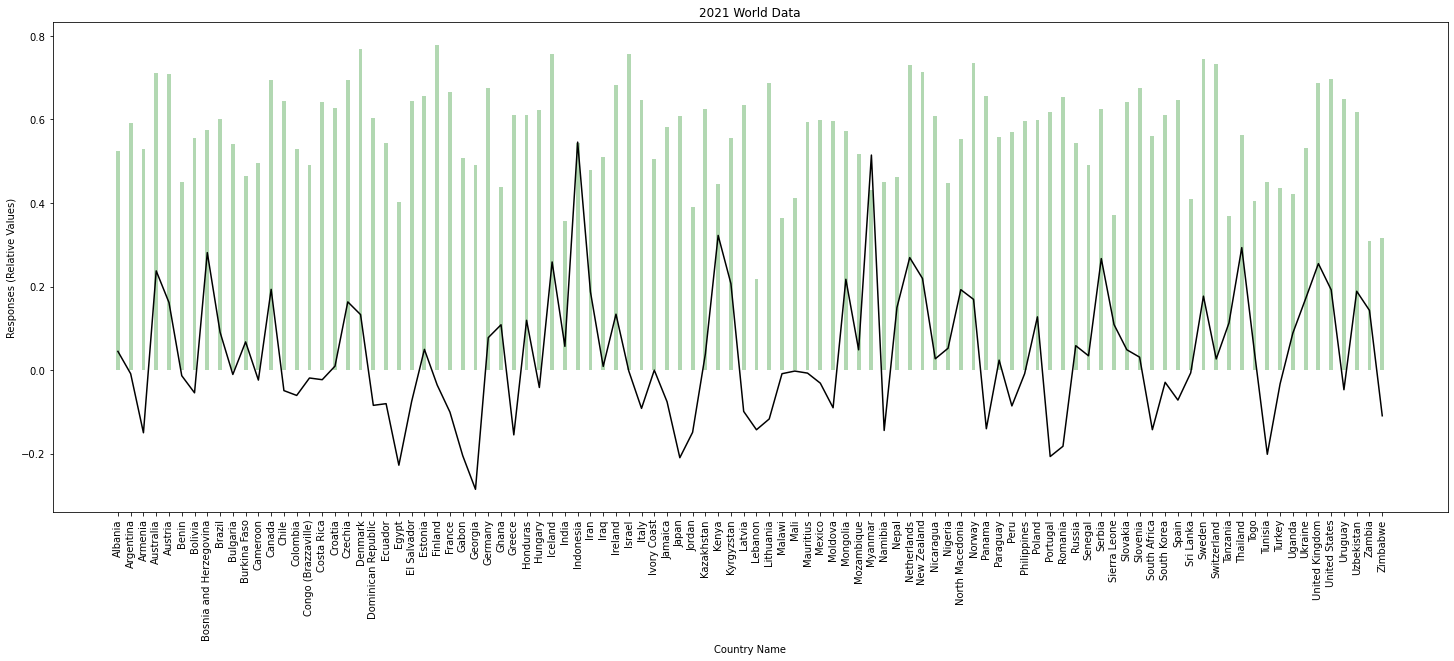 2021 World Data
Responses (Relative Values)
0.8
0.6
0.4
0.2
0.0
−0.2
Albania
Argentina
Armenia
Australia
Austria
Benin
Bolivia
Bosnia and Herzegovina
Brazil
Bulgaria
Burkina Faso
Cameroon
Canada
Chile
Colombia
Congo (Brazzaville)
Costa Rica
Croatia
Czechia
Denmark
Dominican Republic
Ecuador
Egypt
El Salvador
Estonia
Finland
France
Gabon
Georgia
Germany
Ghana
Greece
Honduras
Hungary
Iceland
India
Indonesia
Iran
Iraq
Ireland
Israel
Italy
Ivory Coast
Jamaica
Japan
Jordan
Kazakhstan
Kenya
Kyrgyzstan
Latvia
Lebanon
Lithuania
Malawi
Mali
Mauritius
Mexico
Moldova
Mongolia
Mozambique
Myanmar
Namibia
Nepal
Netherlands
New Zealand
Nicaragua
Nigeria
North Macedonia
Norway
Panama
Paraguay
Peru
Philippines
Poland
Portugal
Romania
Russia
Senegal
Serbia
Sierra Leone
Slovakia
Slovenia
South Africa
South Korea
Spain
Sri Lanka
Sweden
Switzerland
Tanzania
Thailand
Togo
Tunisia
Turkey
Uganda
Ukraine
United Kingdom
United States
Uruguay
Uzbekistan
Zambia
Zimbabwe
Country Name